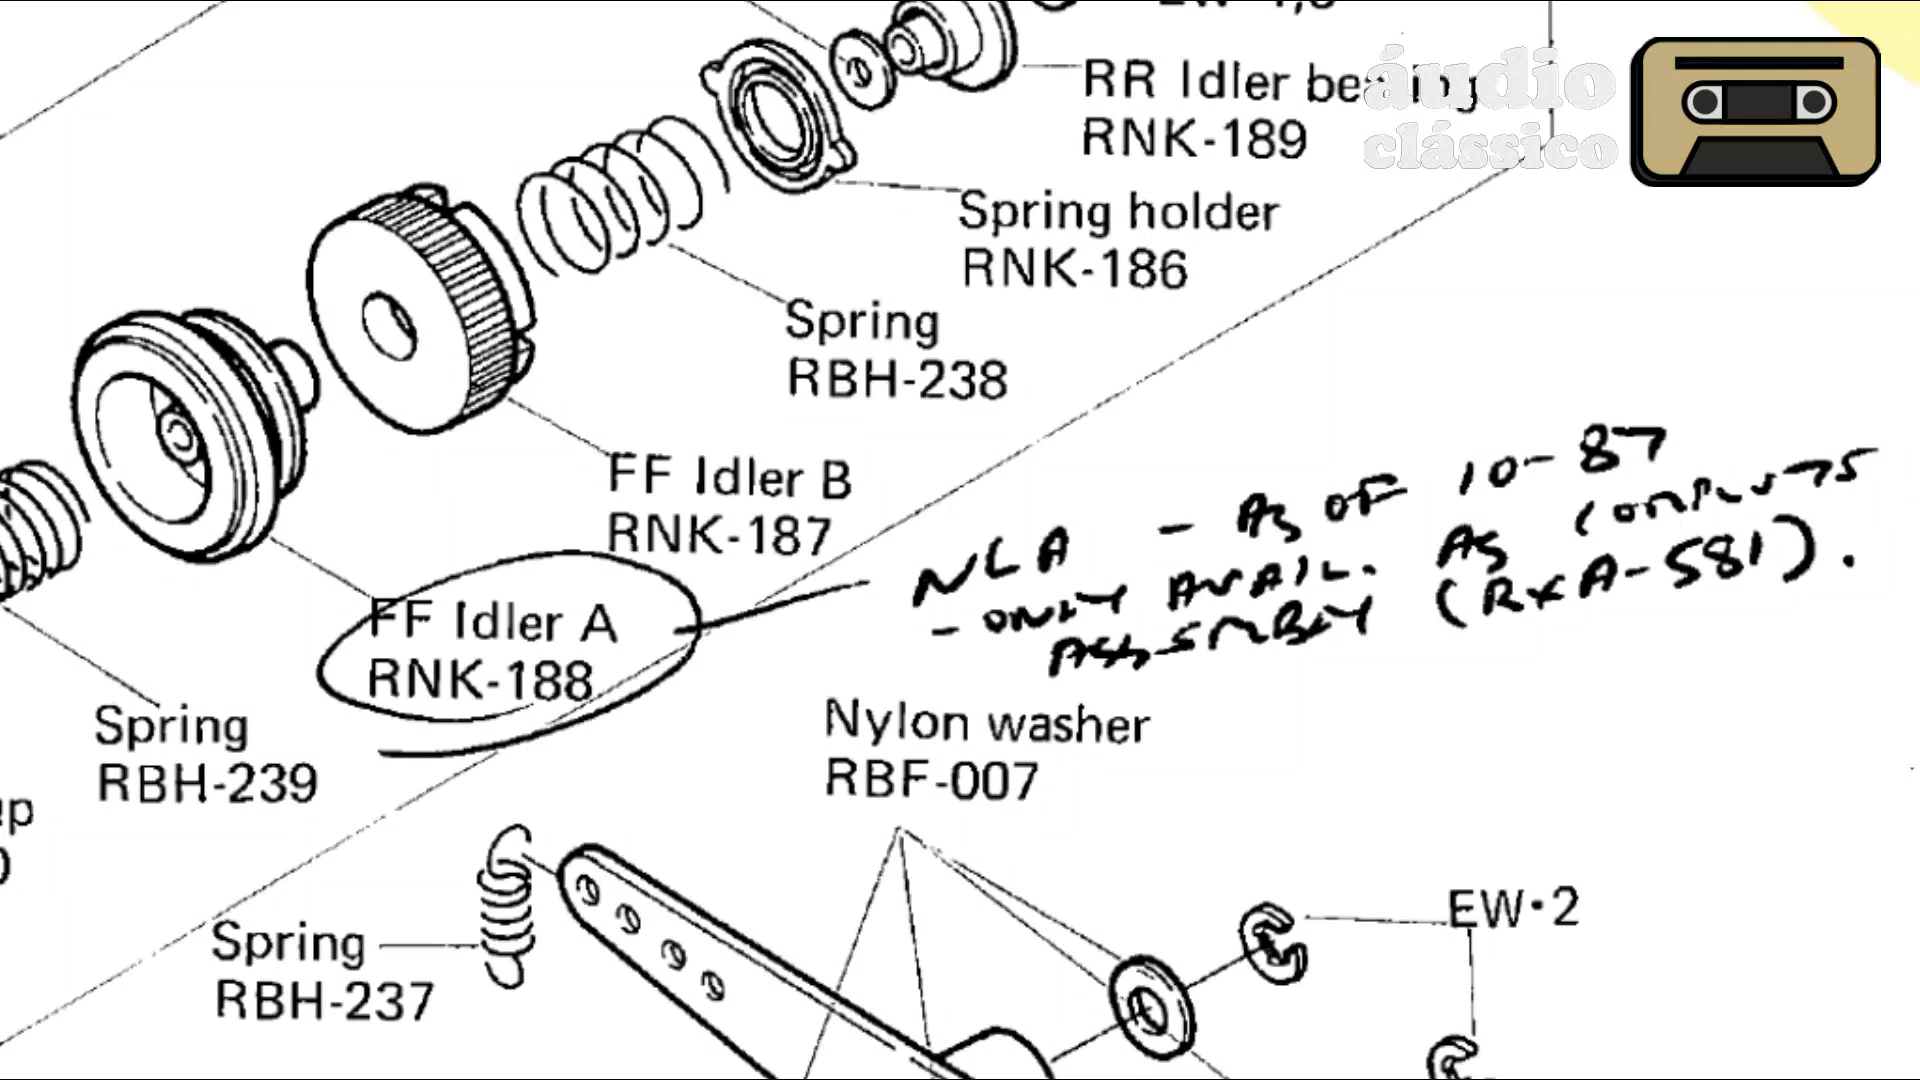 áudio
clássico
RR Idler bearing
RNK-189
Spring holder
RNK-186
Spring
RBH-238
FF Idler B
RNK-187
NLA - AS OF 10-87
- ONLY AVAIL. AS COMPLETE
ASSEMBLY (RXA-581).
FF Idler A
RNK-188
Spring
RBH-239
Nylon washer
RBF-007
EW·2
Spring
RBH-237